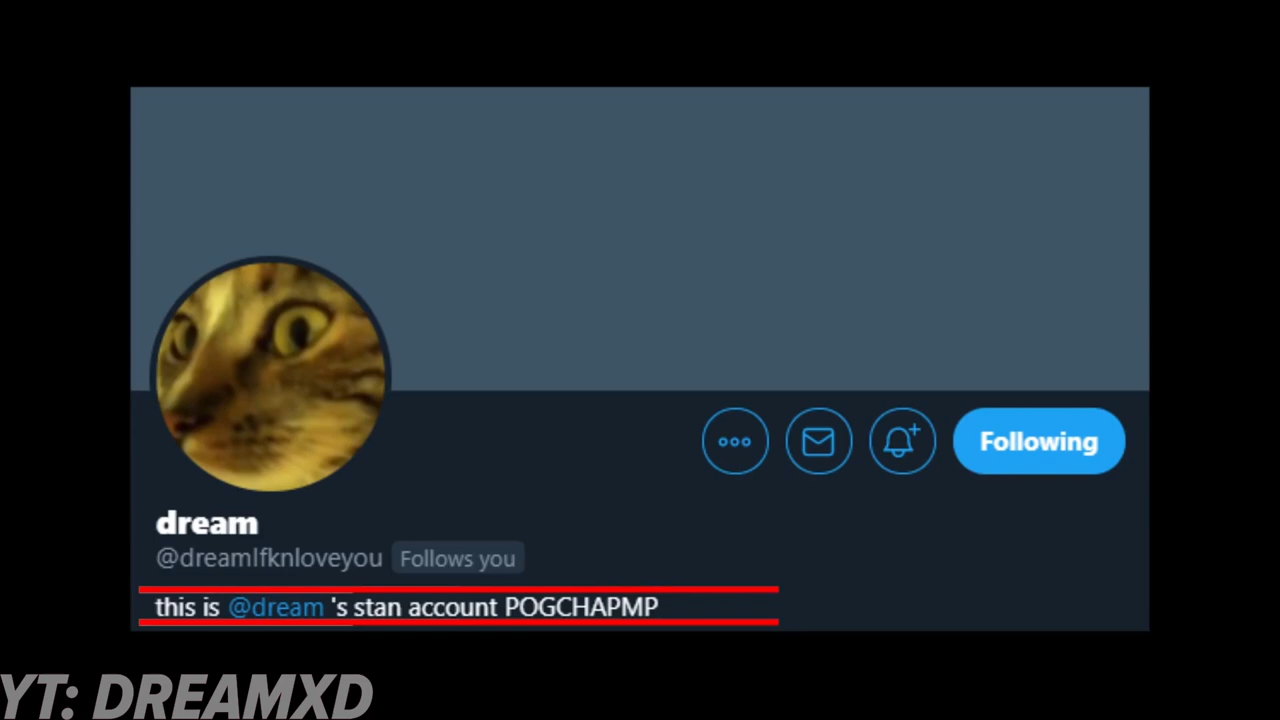 Following
dream
@dreamlfknloveyou Follows you
this is @dream 's stan account POGCHAPMP
YT: DREAMXD